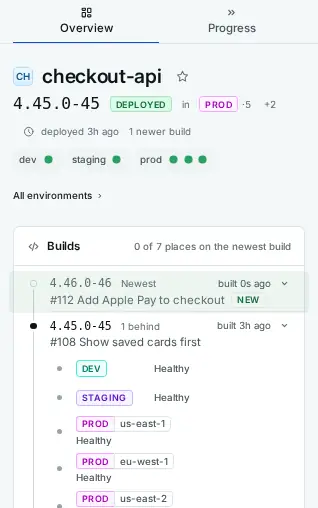 Overview
Progress
CH checkout-api
4.45.0-45 DEPLOYED in PROD ·5 +2
deployed 3h ago 1 newer build
dev staging prod
All environments ›
Builds 0 of 7 places on the newest build
4.46.0-46 Newest built 0s ago
#112 Add Apple Pay to checkout NEW
4.45.0-45 1 behind built 3h ago
#108 Show saved cards first
DEV Healthy
STAGING Healthy
PROD us-east-1
Healthy
PROD eu-west-1
Healthy
PROD us-east-2